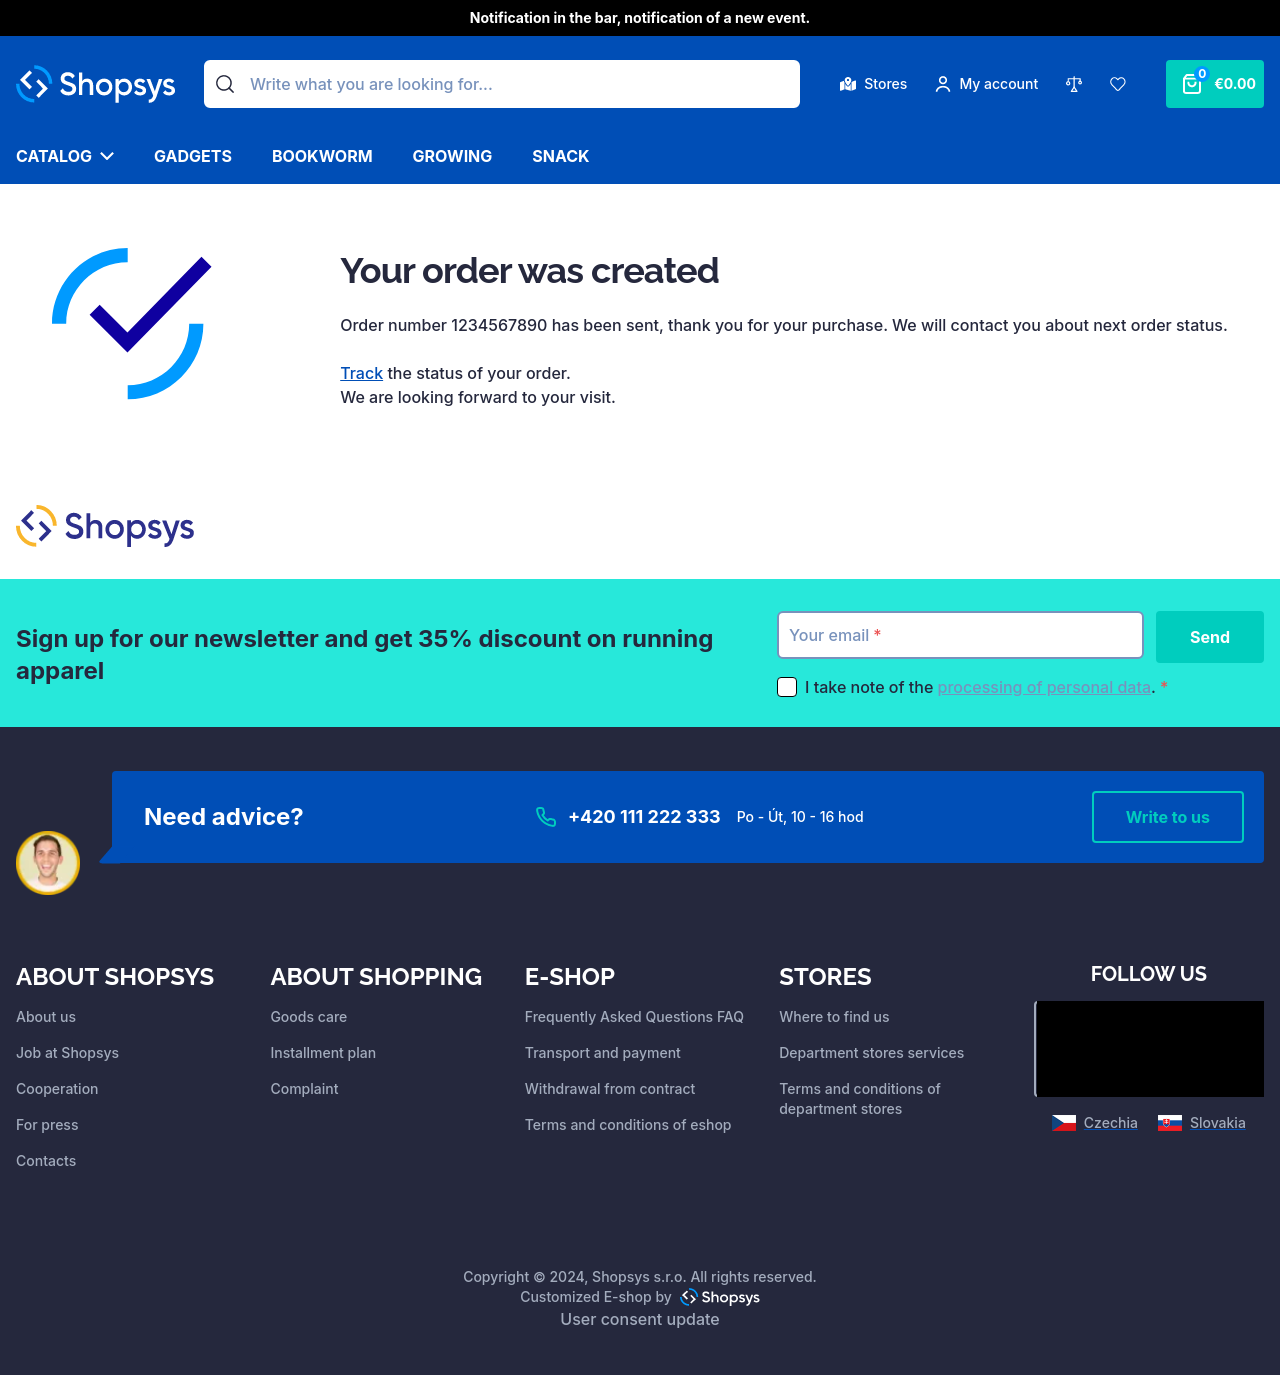 Notification in the bar, notification of a new event.
Shopsys
Write what you are looking for...
Stores
My account
0
€0.00
CATALOG
GADGETS
BOOKWORM
GROWING
SNACK
Your order was created
Order number 1234567890 has been sent, thank you for your purchase. We will contact you about next order status.
Track the status of your order.
We are looking forward to your visit.
Shopsys
Sign up for our newsletter and get 35% discount on running
apparel
Your email *
Send
I take note of the processing of personal data. *
Need advice?
+420 111 222 333
Po - Út, 10 - 16 hod
Write to us
ABOUT SHOPSYS
About us
Job at Shopsys
Cooperation
For press
Contacts
ABOUT SHOPPING
Goods care
Installment plan
Complaint
E-SHOP
Frequently Asked Questions FAQ
Transport and payment
Withdrawal from contract
Terms and conditions of eshop
STORES
Where to find us
Department stores services
Terms and conditions of
department stores
FOLLOW US
Czechia
Slovakia
Copyright © 2024, Shopsys s.r.o. All rights reserved.
Customized E-shop by Shopsys
User consent update